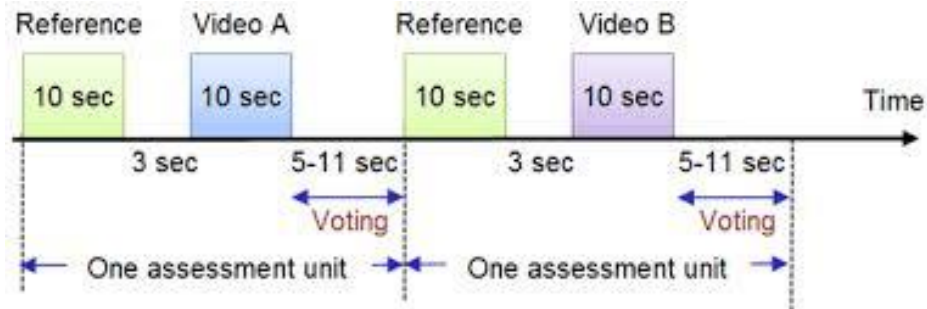 Reference Video A Reference Video B
10 sec 10 sec 10 sec 10 sec
Time
3 sec 5-11 sec 3 sec 5-11 sec
Voting Voting
One assessment unit One assessment unit